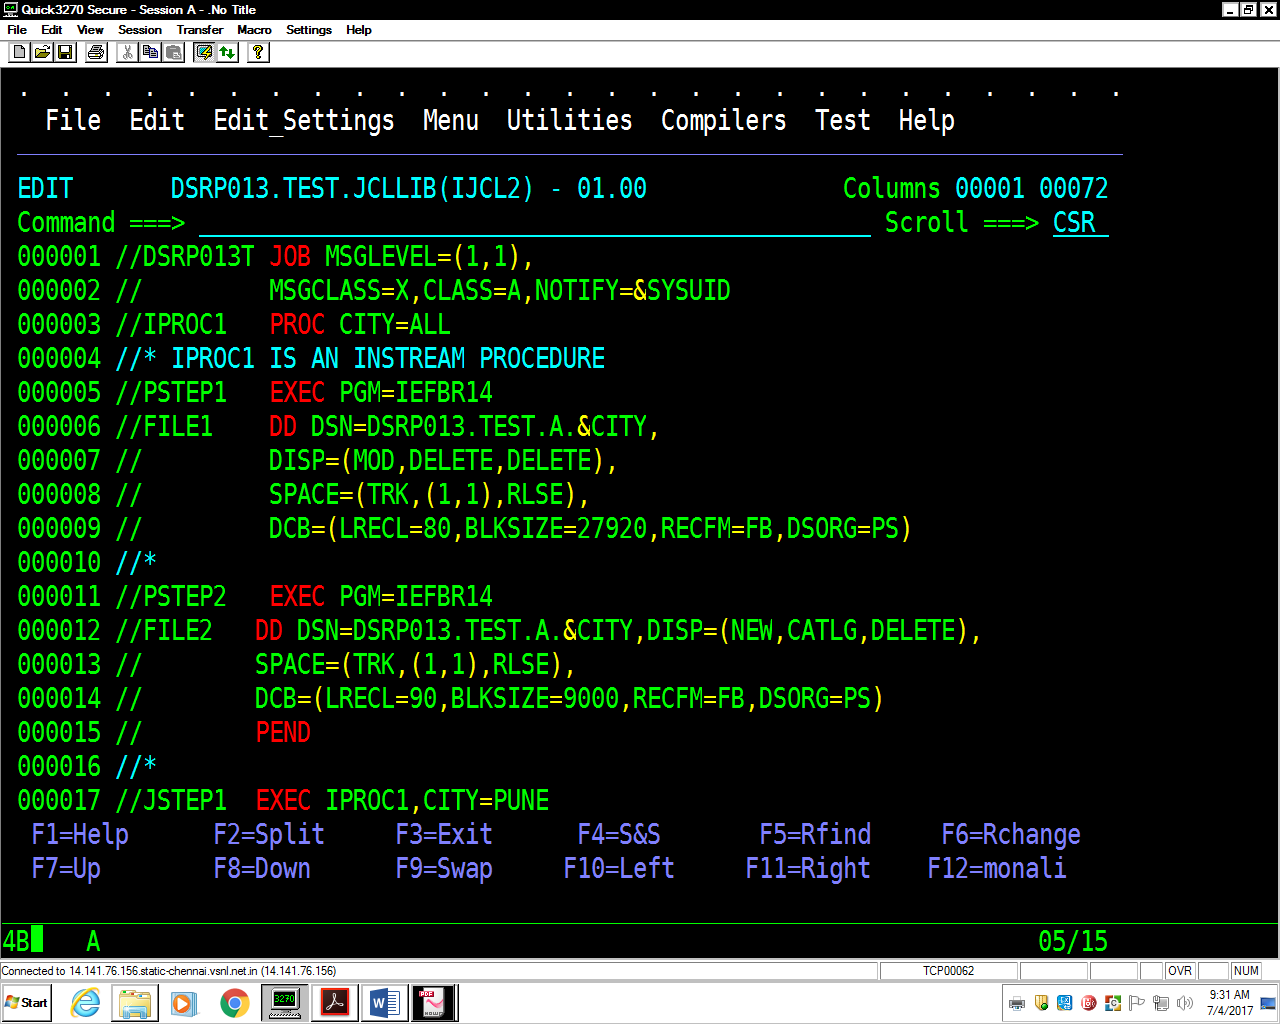 Quick3270 Secure - Session A - .No Title
File Edit View Session Transfer Macro Settings Help
. . . . . . . . . . . . . . . . . . . . . . . . . . .
File Edit Edit_Settings Menu Utilities Compilers Test Help
EDIT DSRP013.TEST.JCLLIB(IJCL2) - 01.00 Columns 00001 00072
Command ===> Scroll ===> CSR
000001 //DSRP013T JOB MSGLEVEL=(1,1),
000002 // MSGCLASS=X,CLASS=A,NOTIFY=&SYSUID
000003 //IPROC1 PROC CITY=ALL
000004 //* IPROC1 IS AN INSTREAM PROCEDURE
000005 //PSTEP1 EXEC PGM=IEFBR14
000006 //FILE1 DD DSN=DSRP013.TEST.A.&CITY,
000007 // DISP=(MOD,DELETE,DELETE),
000008 // SPACE=(TRK,(1,1),RLSE),
000009 // DCB=(LRECL=80,BLKSIZE=27920,RECFM=FB,DSORG=PS)
000010 //*
000011 //PSTEP2 EXEC PGM=IEFBR14
000012 //FILE2 DD DSN=DSRP013.TEST.A.&CITY,DISP=(NEW,CATLG,DELETE),
000013 // SPACE=(TRK,(1,1),RLSE),
000014 // DCB=(LRECL=90,BLKSIZE=9000,RECFM=FB,DSORG=PS)
000015 // PEND
000016 //*
000017 //JSTEP1 EXEC IPROC1,CITY=PUNE
F1=Help F2=Split F3=Exit F4=S&S F5=Rfind F6=Rchange
F7=Up F8=Down F9=Swap F10=Left F11=Right F12=monali
4B A 05/15
Connected to 14.141.76.156.static-chennai.vsnl.net.in (14.141.76.156) TCP00062 OVR NUM
Start 3270 9:31 AM
7/4/2017